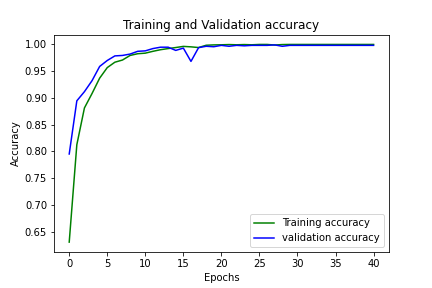 Training and Validation accuracy
1.00
0.95
0.90
0.85
0.80
0.75
0.70
0.65
Accuracy
Training accuracy
validation accuracy
0 5 10 15 20 25 30 35 40
Epochs